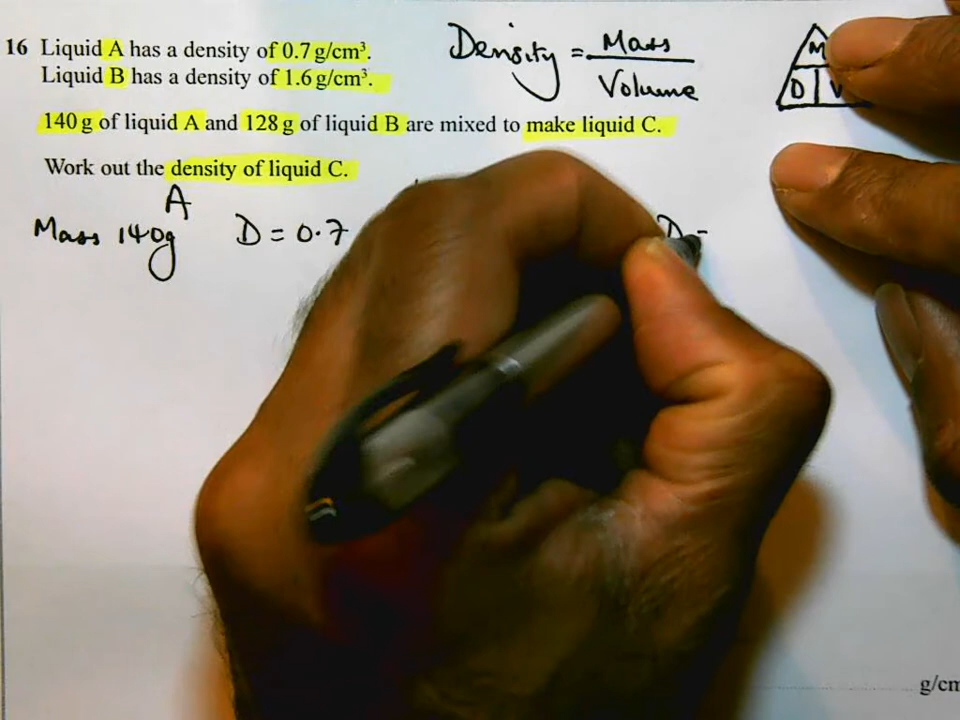 16 Liquid A has a density of 0.7 g/cm³.
Liquid B has a density of 1.6 g/cm³.
Density = Mass / Volume
M
D V
140 g of liquid A and 128 g of liquid B are mixed to make liquid C.
Work out the density of liquid C.
A
Mass 140g D = 0.7 D =
g/cm